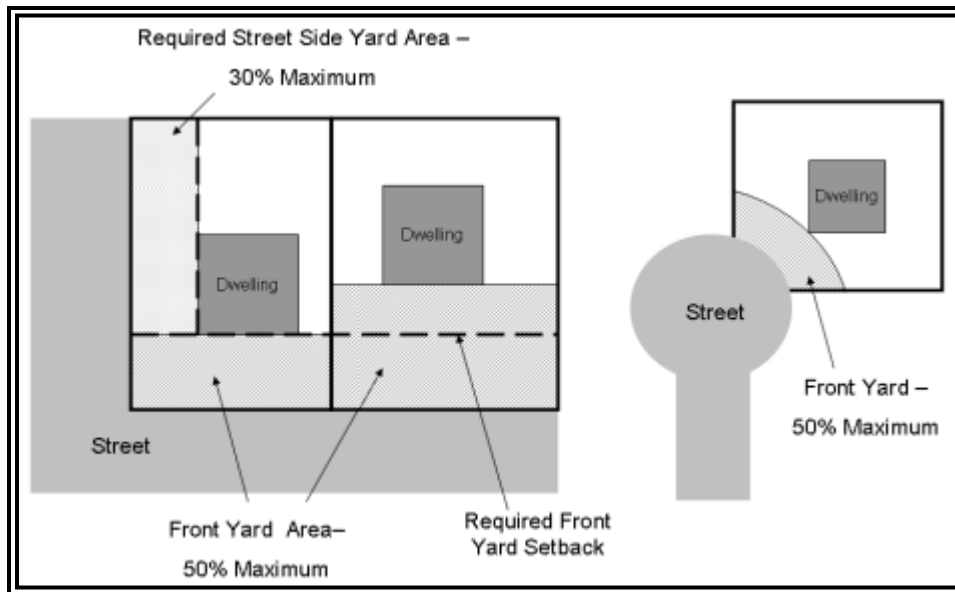 Required Street Side Yard Area –
30% Maximum
Dwelling
Dwelling
Street
Front Yard Area–
50% Maximum
Required Front
Yard Setback
Dwelling
Street
Front Yard –
50% Maximum